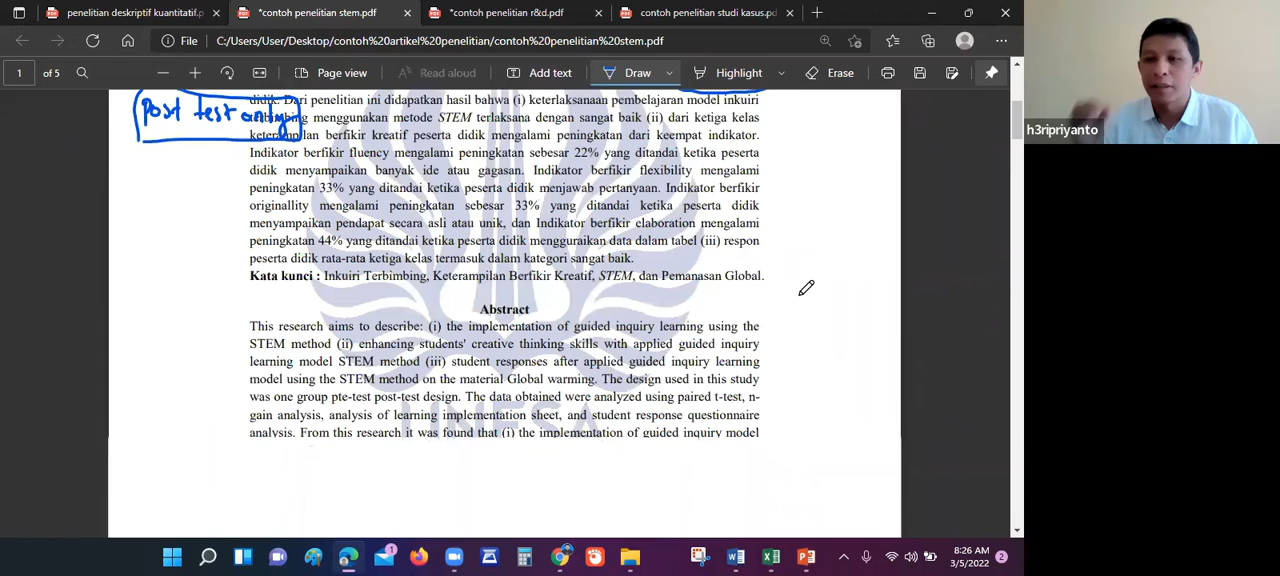 penelitian deskriptif kuantitatif.p
*contoh penelitian stem.pdf
*contoh penelitian r&d.pdf
contoh penelitian studi kasus.pd
File
C:/Users/User/Desktop/contoh%20artikel%20penelitian/contoh%20penelitian%20stem.pdf
1 of 5
Page view
Read aloud
Add text
Draw
Highlight
Erase
Post test only
didik. Dari penelitian ini didapatkan hasil bahwa (i) keterlaksanaan pembelajaran model inkuiri
menggunakan metode STEM terlaksana dengan sangat baik (ii) dari ketiga kelas
keterampilan berfikir kreatif peserta didik mengalami peningkatan dari keempat indikator.
Indikator berfikir fluency mengalami peningkatan sebesar 22% yang ditandai ketika peserta
didik menyampaikan banyak ide atau gagasan. Indikator berfikir flexibility mengalami
peningkatan 33% yang ditandai ketika peserta didik menjawab pertanyaan. Indikator berfikir
originallity mengalami peningkatan sebesar 33% yang ditandai ketika peserta didik
menyampaikan pendapat secara asli atau unik, dan Indikator berfikir elaboration mengalami
peningkatan 44% yang ditandai ketika peserta didik mengguraikan data dalam tabel (iii) respon
peserta didik rata-rata ketiga kelas termasuk dalam kategori sangat baik.
Kata kunci : Inkuiri Terbimbing, Keterampilan Berfikir Kreatif, STEM, dan Pemanasan Global.
Abstract
This research aims to describe: (i) the implementation of guided inquiry learning using the
STEM method (ii) enhancing students' creative thinking skills with applied guided inquiry
learning model STEM method (iii) student responses after applied guided inquiry learning
model using the STEM method on the material Global warming. The design used in this study
was one group pte-test post-test design. The data obtained were analyzed using paired t-test, n-
gain analysis, analysis of learning implementation sheet, and student response questionnaire
analysis. From this research it was found that (i) the implementation of guided inquiry model
UNESA
h3ripriyanto
1
8:26 AM
3/5/2022
2